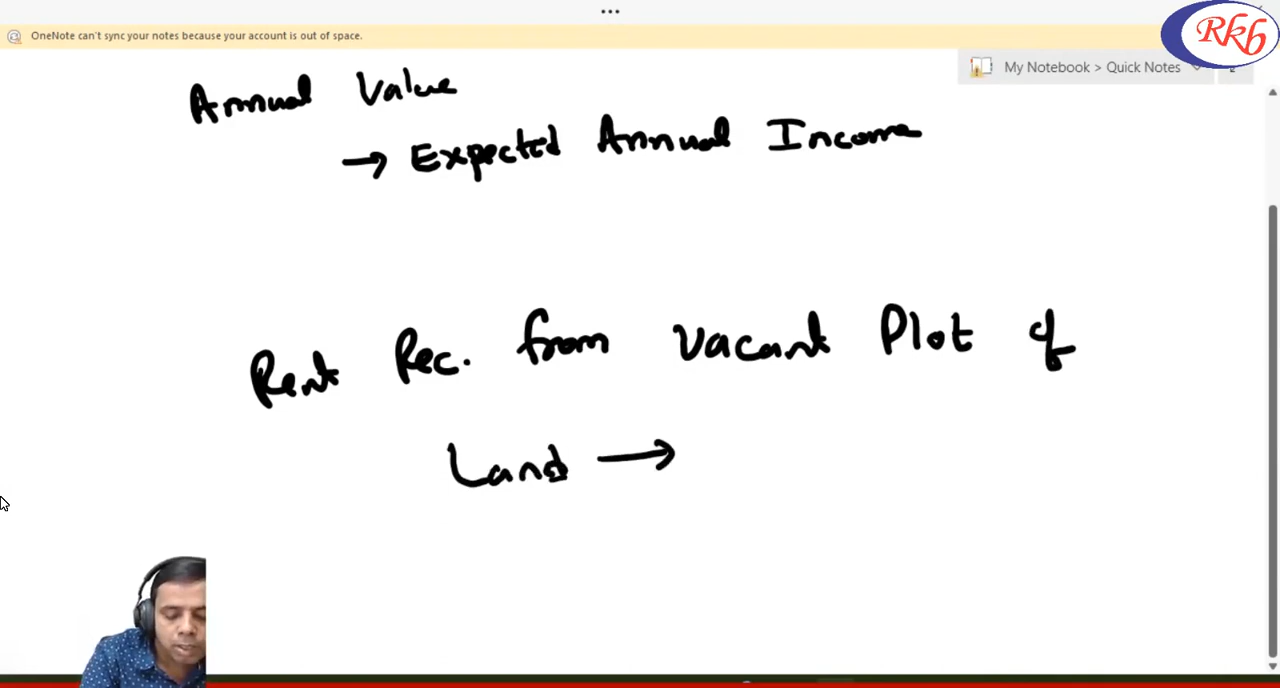 ...
OneNote can't sync your notes because your account is out of space.
Rkb
My Notebook > Quick Notes
Annual Value
→ Expected Annual Income
Rent Rec. from vacant Plot of
Land →